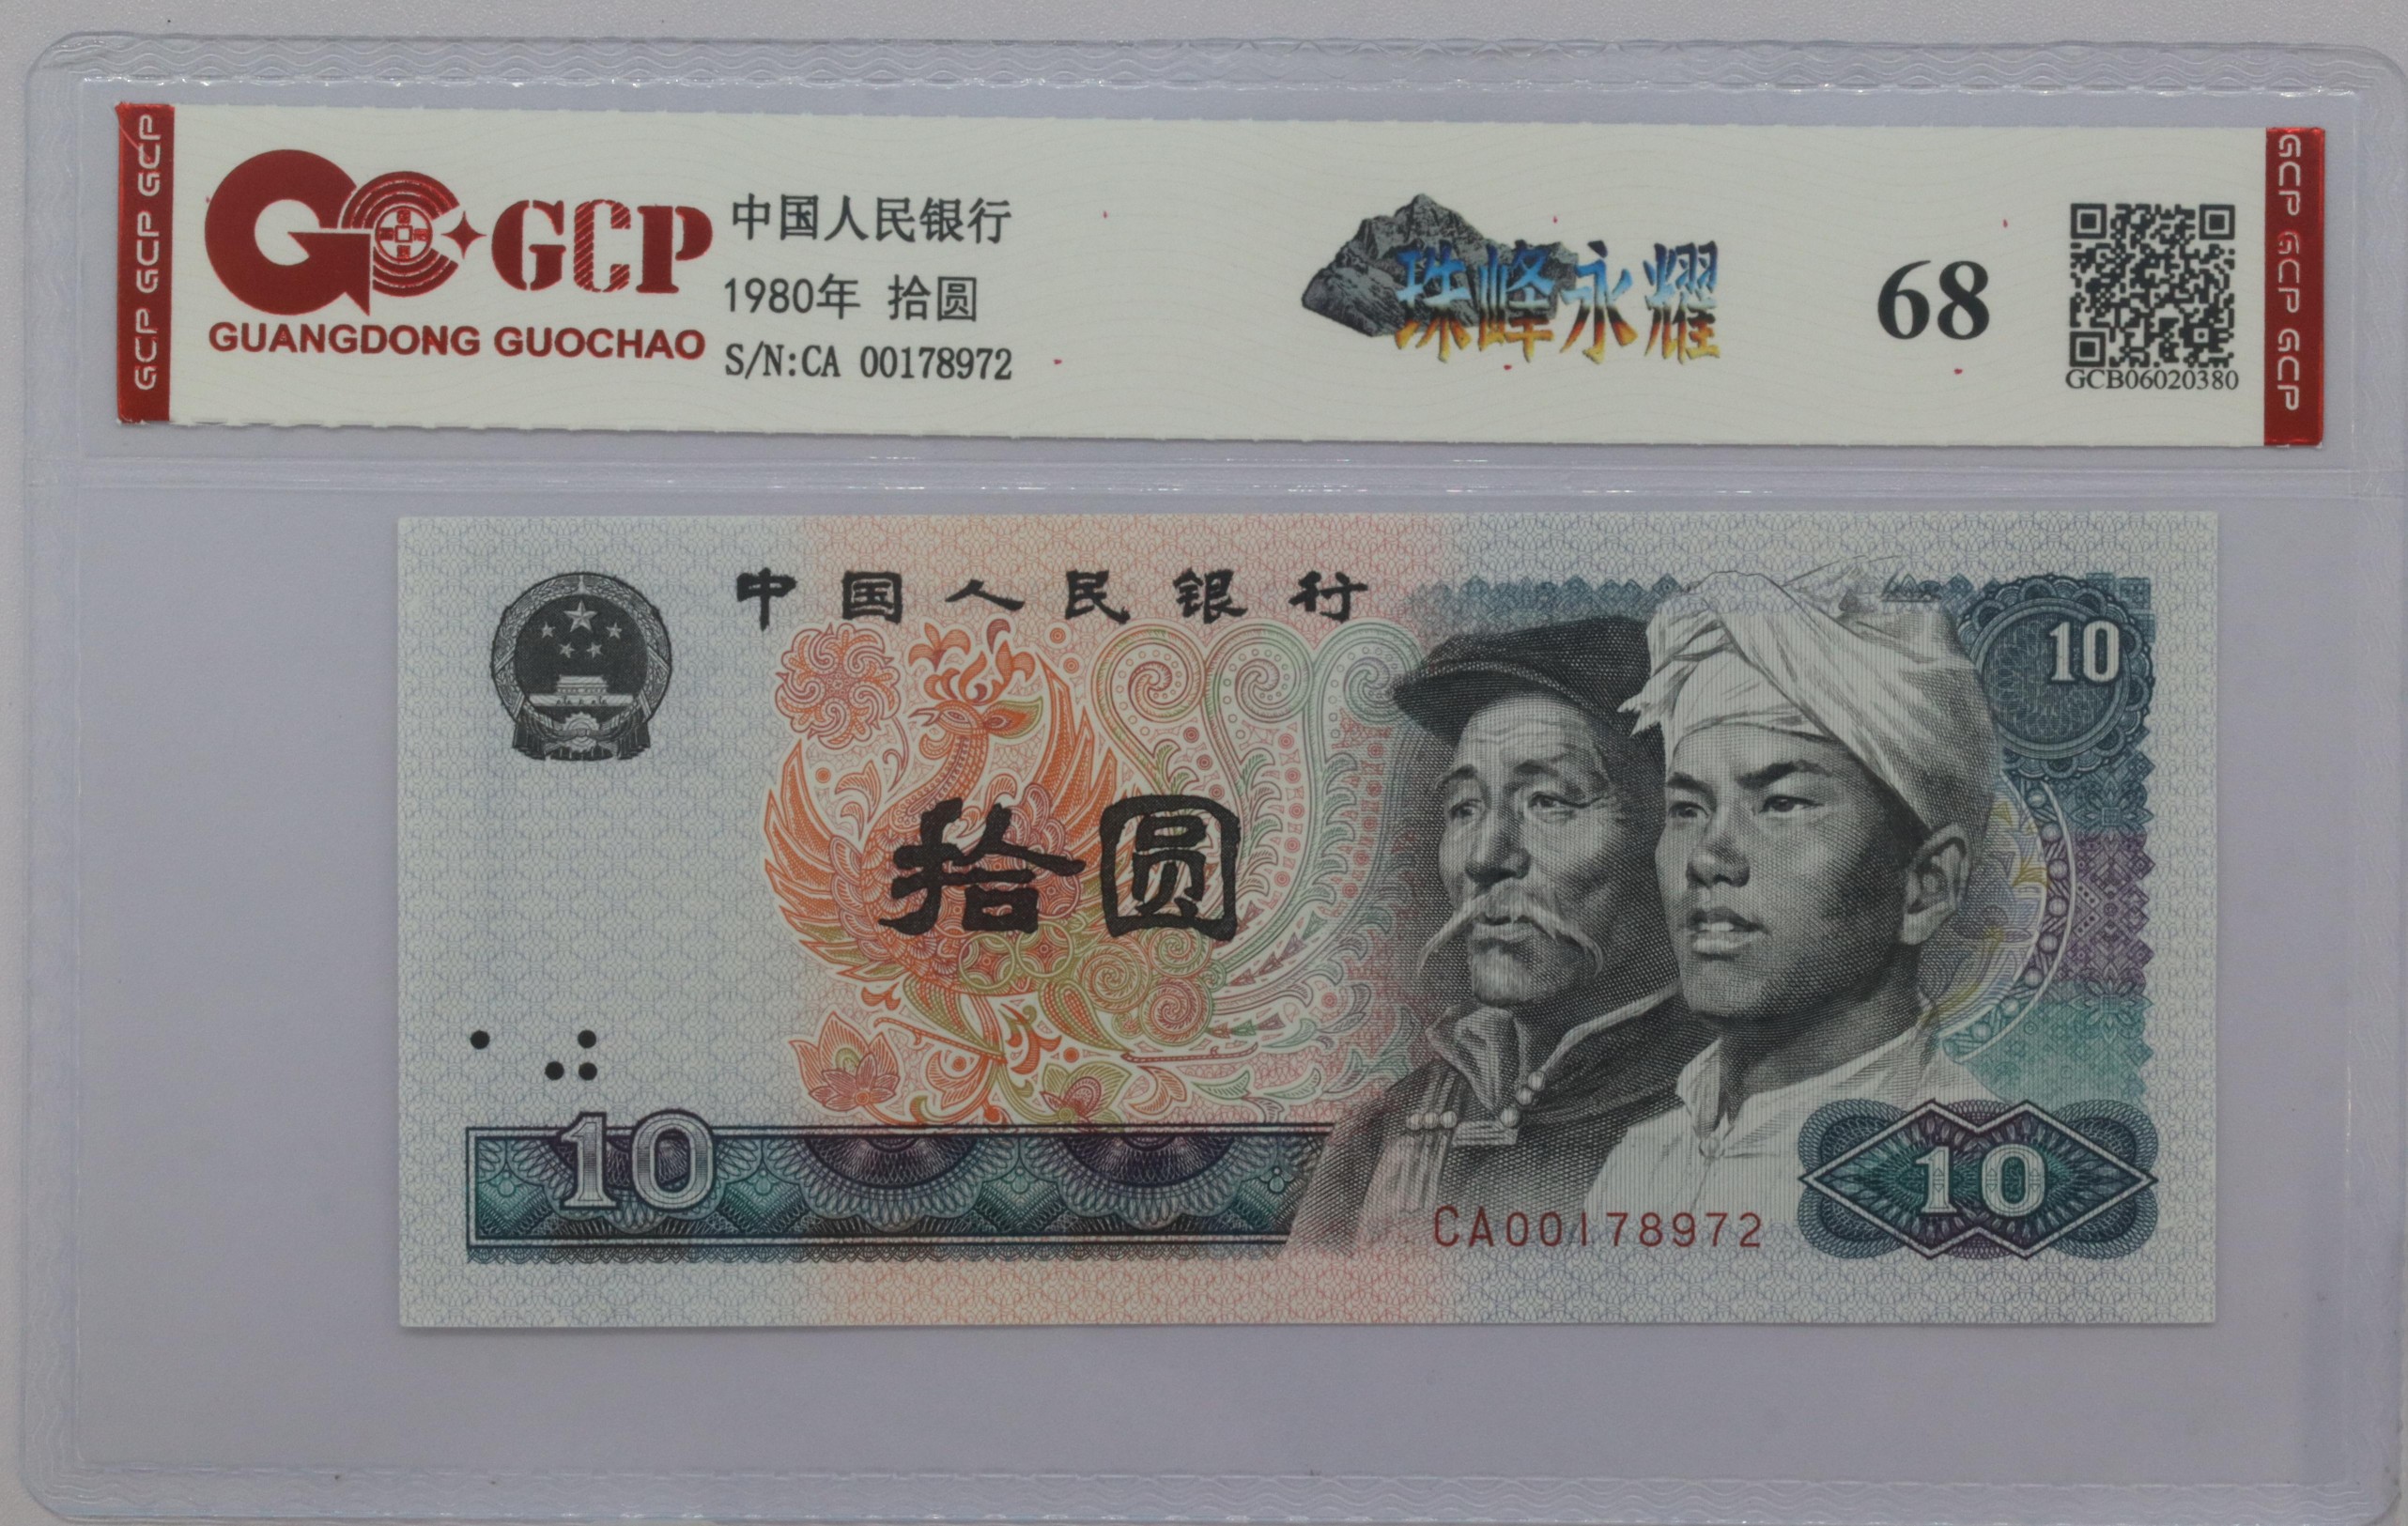 GCP GCP GCP
GCP
GUANGDONG GUOCHAO
中国人民银行
1980年 拾圆
S/N:CA 00178972
珠峰永耀
68
GCB06020380
GCP GCP GCP
中国人民银行
10
拾圆
10
CA00178972
10